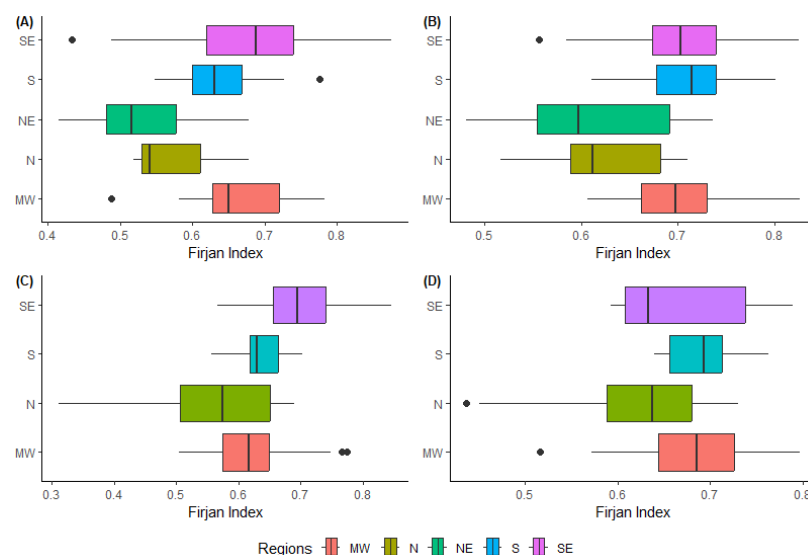 (A)
SE
S
NE
N
MW
0.4 0.5 0.6 0.7 0.8
Firjan Index
(B)
SE
S
NE
N
MW
0.5 0.6 0.7 0.8
Firjan Index
(C)
SE
S
N
MW
0.3 0.4 0.5 0.6 0.7 0.8
Firjan Index
(D)
SE
S
N
MW
0.5 0.6 0.7 0.8
Firjan Index
Regions MW N NE S SE